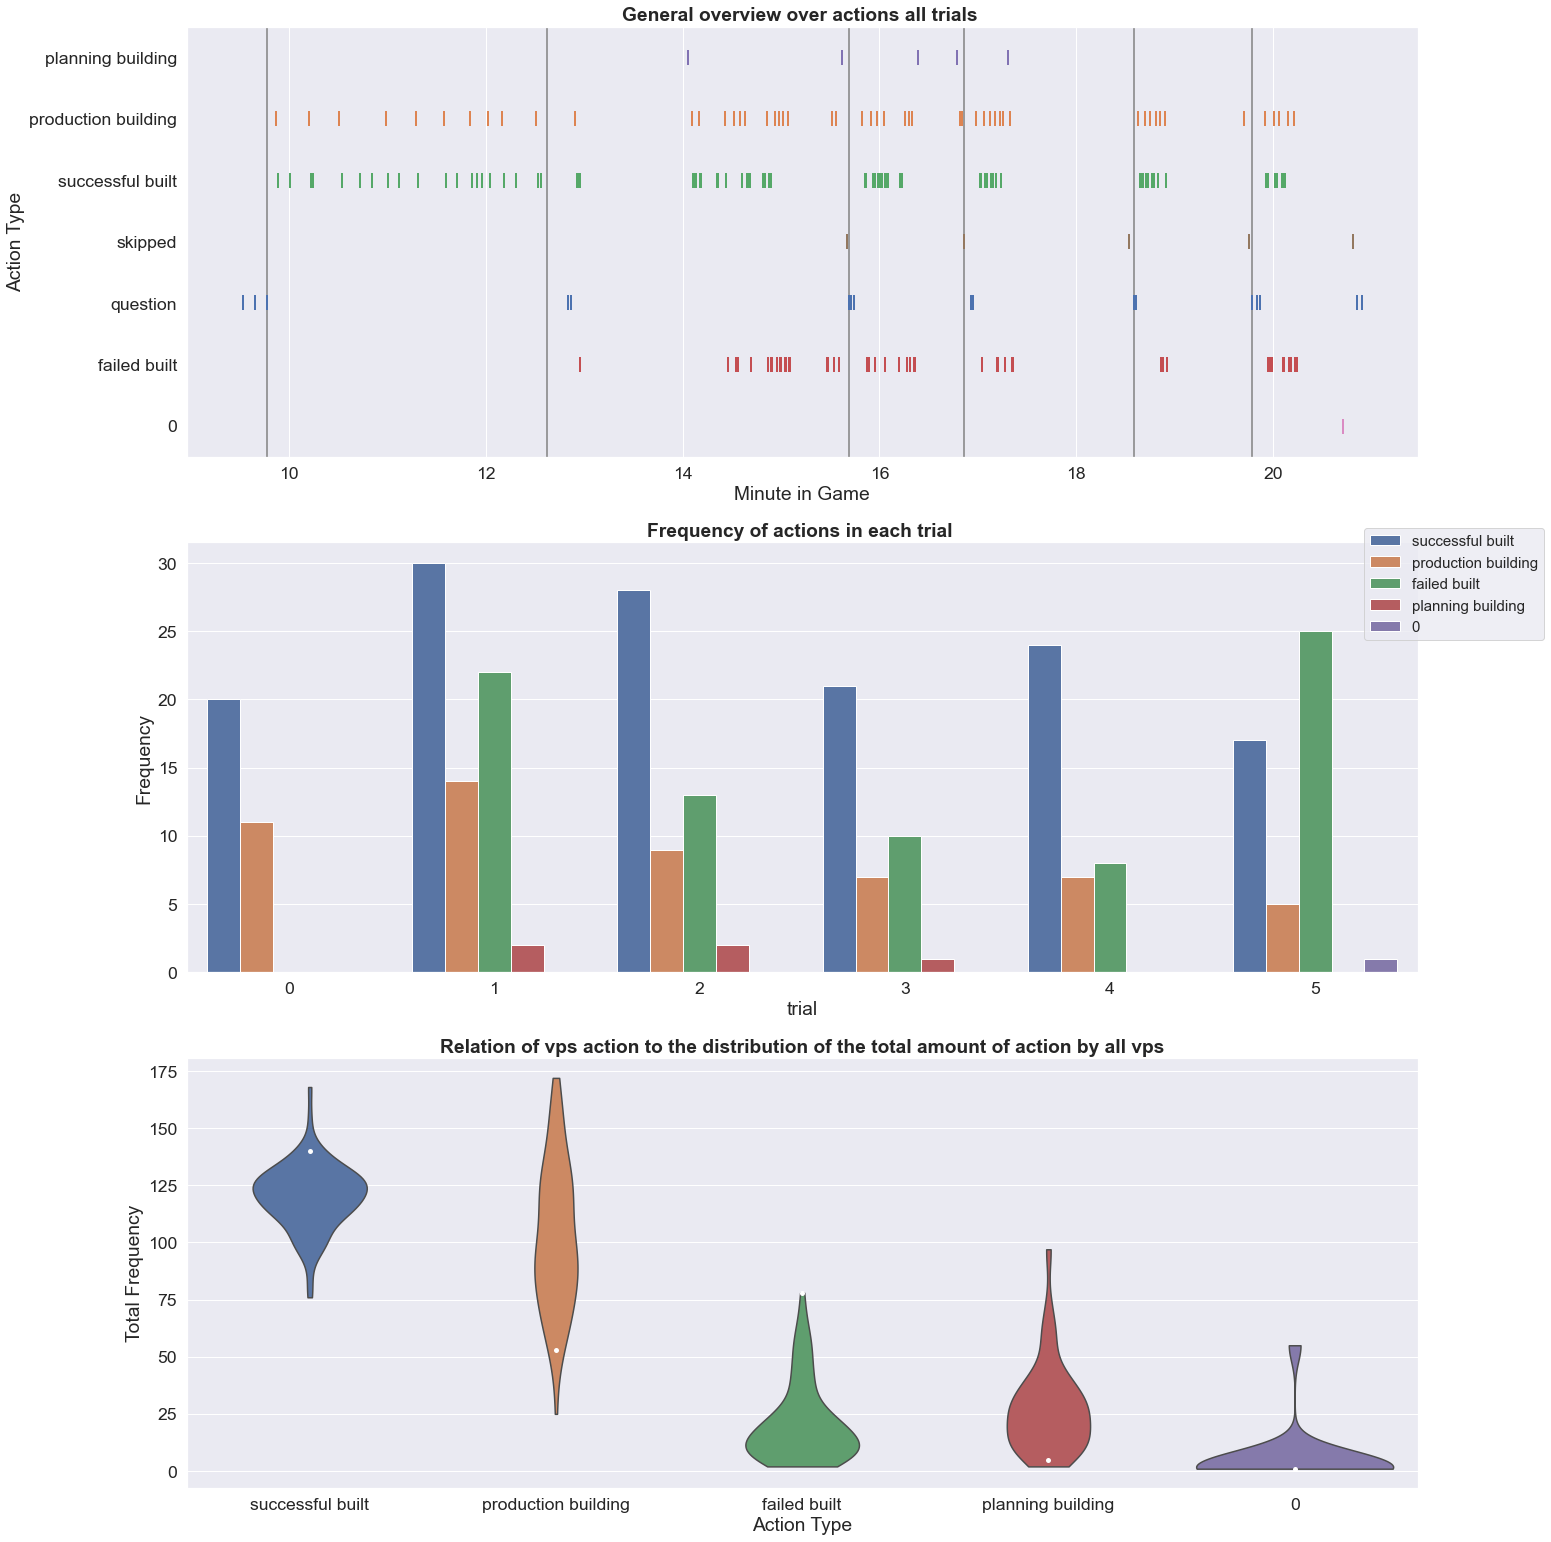 General overview over actions all trials
planning building
production building
successful built
skipped
question
failed built
0
Action Type
10 12 14 16 18 20
Minute in Game
Frequency of actions in each trial
successful built
production building
failed built
planning building
0
30
25
20
15
10
5
0
Frequency
0 1 2 3 4 5
trial
Relation of vps action to the distribution of the total amount of action by all vps
175
150
125
100
75
50
25
0
Total Frequency
successful built production building failed built planning building 0
Action Type